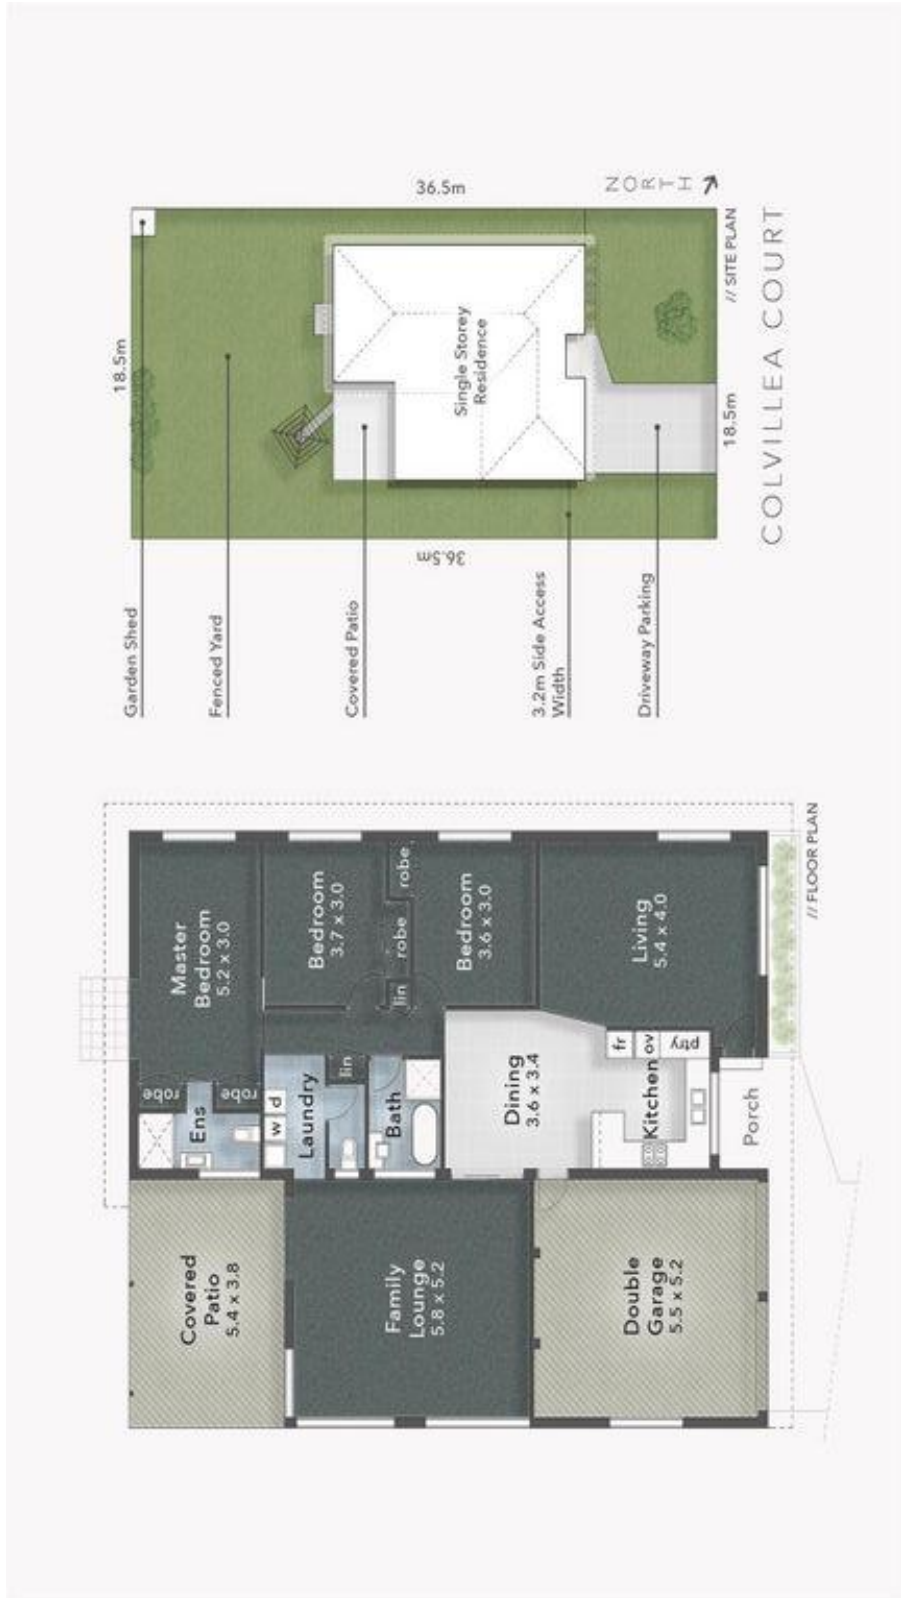 Master
Bedroom
5.2 x 3.0
Bedroom
3.7 x 3.0
robe
robe
lin
Bedroom
3.6 x 3.0
Living
5.4 x 4.0
robe
robe
Ens
w
d
Laundry
lin
Bath
Dining
3.6 x 3.4
fr
ov
ptry
Kitchen
Porch
Covered
Patio
5.4 x 3.8
Family
Lounge
5.8 x 5.2
Double
Garage
5.5 x 5.2
// FLOOR PLAN
Garden Shed
Fenced Yard
Covered Patio
3.2m Side Access
Width
Driveway Parking
18.5m
36.5m
36.5m
18.5m
Single Storey
Residence
NORTH
// SITE PLAN
COLVILLEA COURT